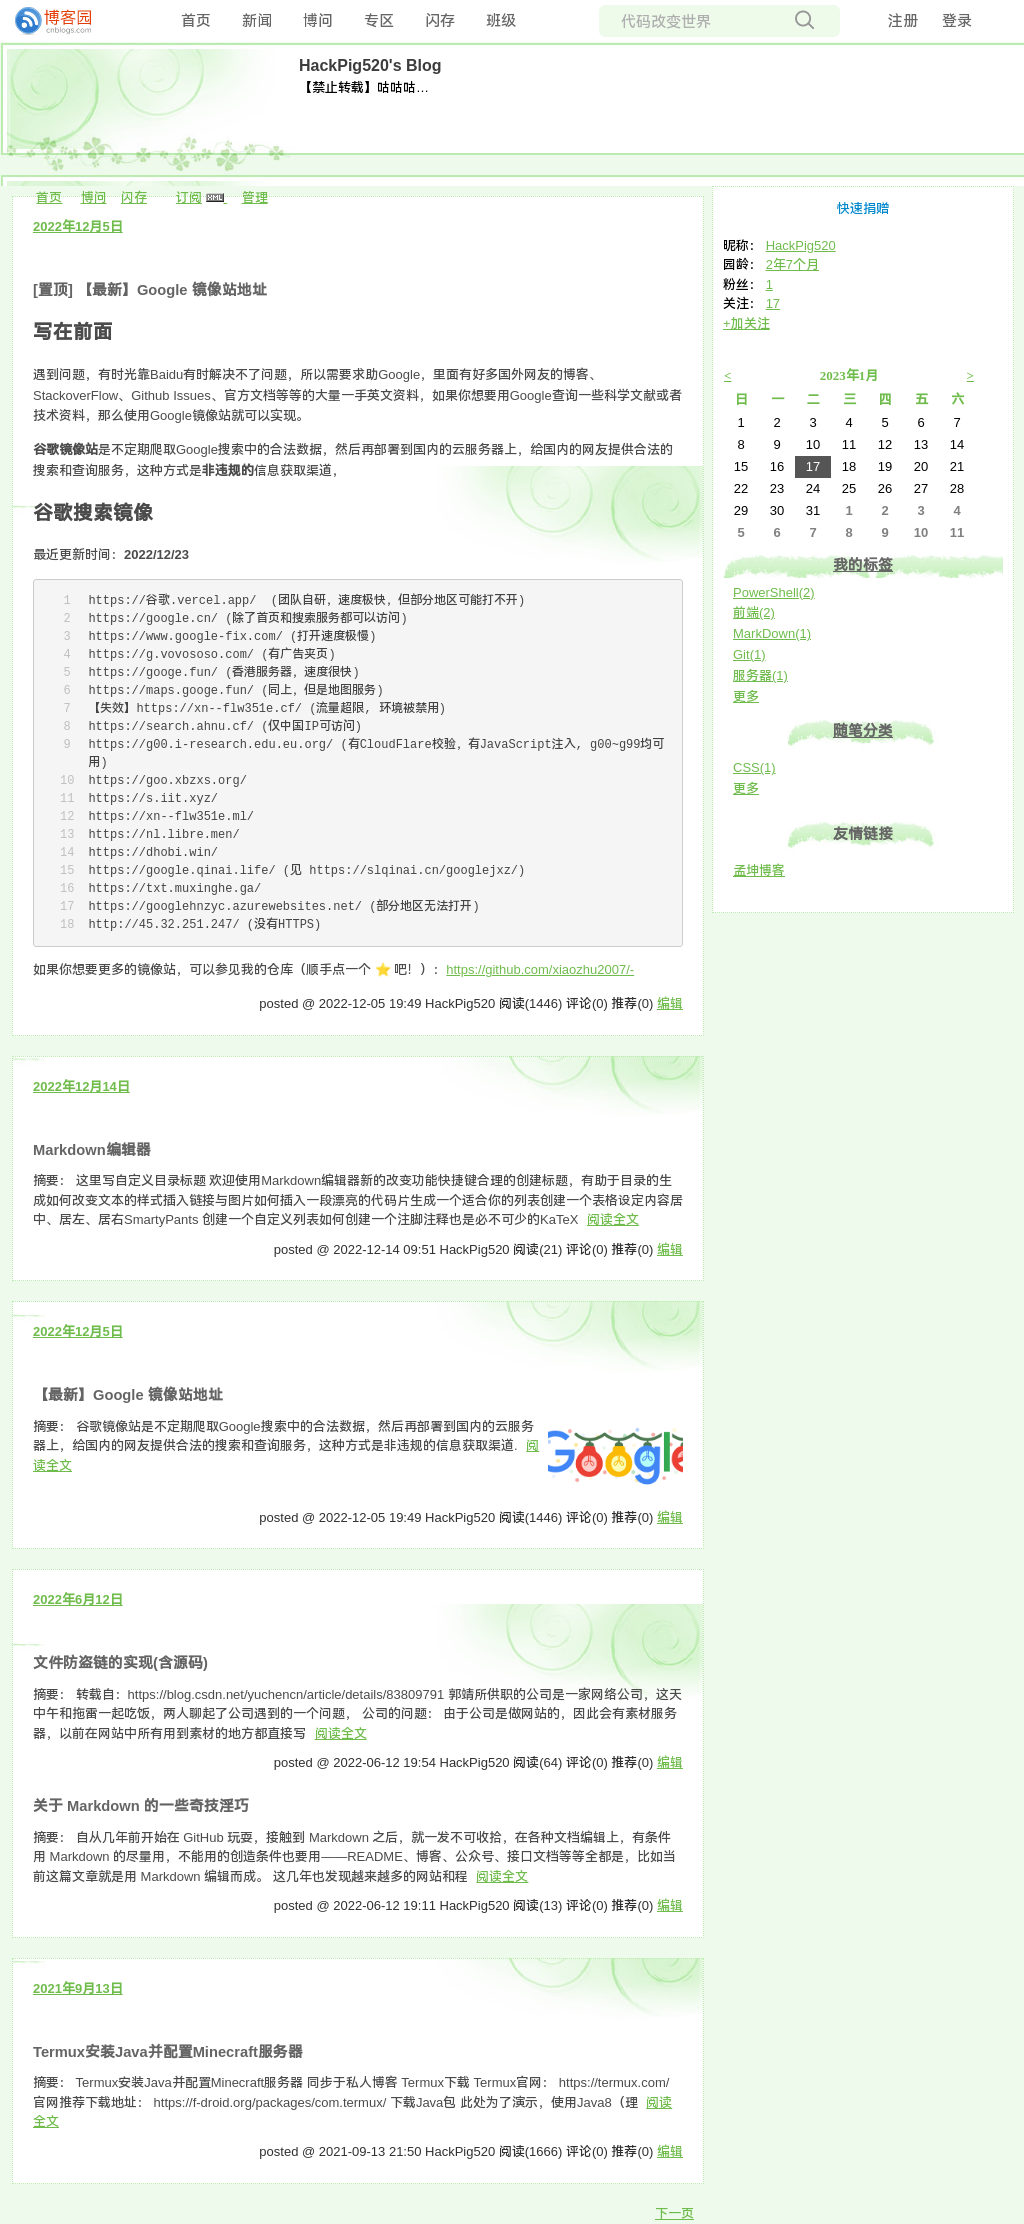 博客园
cnblogs.com
首页 新闻 博问 专区 闪存 班级 代码改变世界 注册 登录
HackPig520's Blog
【禁止转载】咕咕咕…
首页 博问 闪存 订阅 XML 管理
2022年12月5日
[置顶] 【最新】Google 镜像站地址
写在前面
遇到问题，有时光靠Baidu有时解决不了问题，所以需要求助Google，里面有好多国外网友的博客、
StackoverFlow、Github Issues、官方文档等等的大量一手英文资料，如果你想要用Google查询一些科学文献或者
技术资料，那么使用Google镜像站就可以实现。
谷歌镜像站是不定期爬取Google搜索中的合法数据，然后再部署到国内的云服务器上，给国内的网友提供合法的
搜索和查询服务，这种方式是非违规的信息获取渠道，
谷歌搜索镜像
最近更新时间：2022/12/23
1 https://谷歌.vercel.app/ (团队自研，速度极快，但部分地区可能打不开)
2 https://google.cn/ (除了首页和搜索服务都可以访问)
3 https://www.google-fix.com/ (打开速度极慢)
4 https://g.vovososo.com/ (有广告夹页)
5 https://googe.fun/ (香港服务器，速度很快)
6 https://maps.googe.fun/ (同上，但是地图服务)
7 【失效】https://xn--flw351e.cf/ (流量超限, 环境被禁用)
8 https://search.ahnu.cf/ (仅中国IP可访问)
9 https://g00.i-research.edu.eu.org/ (有CloudFlare校验，有JavaScript注入, g00~g99均可
用)
10 https://goo.xbzxs.org/
11 https://s.iit.xyz/
12 https://xn--flw351e.ml/
13 https://nl.libre.men/
14 https://dhobi.win/
15 https://google.qinai.life/ (见 https://slqinai.cn/googlejxz/)
16 https://txt.muxinghe.ga/
17 https://googlehnzyc.azurewebsites.net/ (部分地区无法打开)
18 http://45.32.251.247/ (没有HTTPS)
如果你想要更多的镜像站，可以参见我的仓库（顺手点一个 ⭐ 吧！）： https://github.com/xiaozhu2007/-
posted @ 2022-12-05 19:49 HackPig520 阅读(1446) 评论(0) 推荐(0) 编辑
2022年12月14日
Markdown编辑器
摘要： 这里写自定义目录标题 欢迎使用Markdown编辑器新的改变功能快捷键合理的创建标题，有助于目录的生
成如何改变文本的样式插入链接与图片如何插入一段漂亮的代码片生成一个适合你的列表创建一个表格设定内容居
中、居左、居右SmartyPants 创建一个自定义列表如何创建一个注脚注释也是必不可少的KaTeX 阅读全文
posted @ 2022-12-14 09:51 HackPig520 阅读(21) 评论(0) 推荐(0) 编辑
2022年12月5日
【最新】Google 镜像站地址
摘要： 谷歌镜像站是不定期爬取Google搜索中的合法数据，然后再部署到国内的云服务
器上，给国内的网友提供合法的搜索和查询服务，这种方式是非违规的信息获取渠道. 阅
读全文
Google
posted @ 2022-12-05 19:49 HackPig520 阅读(1446) 评论(0) 推荐(0) 编辑
2022年6月12日
文件防盗链的实现(含源码)
摘要： 转载自：https://blog.csdn.net/yuchencn/article/details/83809791 郭靖所供职的公司是一家网络公司，这天
中午和拖雷一起吃饭，两人聊起了公司遇到的一个问题， 公司的问题： 由于公司是做网站的，因此会有素材服务
器，以前在网站中所有用到素材的地方都直接写 阅读全文
posted @ 2022-06-12 19:54 HackPig520 阅读(64) 评论(0) 推荐(0) 编辑
关于 Markdown 的一些奇技淫巧
摘要： 自从几年前开始在 GitHub 玩耍，接触到 Markdown 之后，就一发不可收拾，在各种文档编辑上，有条件
用 Markdown 的尽量用，不能用的创造条件也要用——README、博客、公众号、接口文档等等全都是，比如当
前这篇文章就是用 Markdown 编辑而成。 这几年也发现越来越多的网站和程 阅读全文
posted @ 2022-06-12 19:11 HackPig520 阅读(13) 评论(0) 推荐(0) 编辑
2021年9月13日
Termux安装Java并配置Minecraft服务器
摘要： Termux安装Java并配置Minecraft服务器 同步于私人博客 Termux下载 Termux官网： https://termux.com/
官网推荐下载地址： https://f-droid.org/packages/com.termux/ 下载Java包 此处为了演示，使用Java8（理 阅读
全文
posted @ 2021-09-13 21:50 HackPig520 阅读(1666) 评论(0) 推荐(0) 编辑
下一页
快速捐赠
昵称： HackPig520
园龄： 2年7个月
粉丝： 1
关注： 17
+加关注
< 2023年1月 >
日 一 二 三 四 五 六
1 2 3 4 5 6 7
8 9 10 11 12 13 14
15 16 17 18 19 20 21
22 23 24 25 26 27 28
29 30 31 1 2 3 4
5 6 7 8 9 10 11
我的标签
PowerShell(2)
前端(2)
MarkDown(1)
Git(1)
服务器(1)
更多
随笔分类
CSS(1)
更多
友情链接
孟坤博客